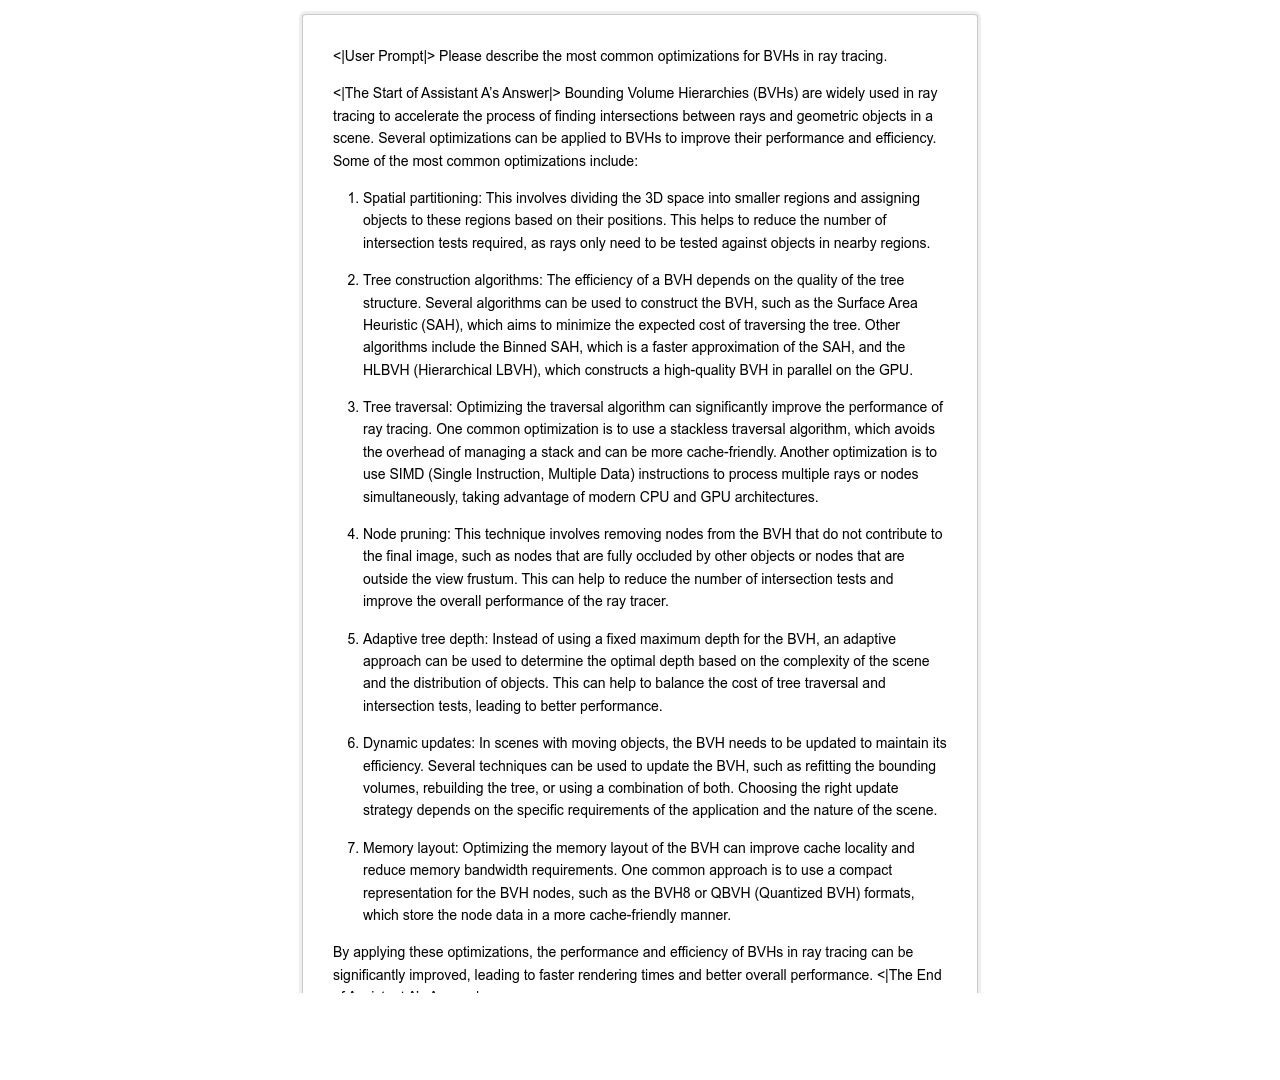 <|User Prompt|> Please describe the most common optimizations for BVHs in ray tracing.
<|The Start of Assistant A's Answer|> Bounding Volume Hierarchies (BVHs) are widely used in ray
tracing to accelerate the process of finding intersections between rays and geometric objects in a
scene. Several optimizations can be applied to BVHs to improve their performance and efficiency.
Some of the most common optimizations include:
1. Spatial partitioning: This involves dividing the 3D space into smaller regions and assigning
objects to these regions based on their positions. This helps to reduce the number of
intersection tests required, as rays only need to be tested against objects in nearby regions.
2. Tree construction algorithms: The efficiency of a BVH depends on the quality of the tree
structure. Several algorithms can be used to construct the BVH, such as the Surface Area
Heuristic (SAH), which aims to minimize the expected cost of traversing the tree. Other
algorithms include the Binned SAH, which is a faster approximation of the SAH, and the
HLBVH (Hierarchical LBVH), which constructs a high-quality BVH in parallel on the GPU.
3. Tree traversal: Optimizing the traversal algorithm can significantly improve the performance of
ray tracing. One common optimization is to use a stackless traversal algorithm, which avoids
the overhead of managing a stack and can be more cache-friendly. Another optimization is to
use SIMD (Single Instruction, Multiple Data) instructions to process multiple rays or nodes
simultaneously, taking advantage of modern CPU and GPU architectures.
4. Node pruning: This technique involves removing nodes from the BVH that do not contribute to
the final image, such as nodes that are fully occluded by other objects or nodes that are
outside the view frustum. This can help to reduce the number of intersection tests and
improve the overall performance of the ray tracer.
5. Adaptive tree depth: Instead of using a fixed maximum depth for the BVH, an adaptive
approach can be used to determine the optimal depth based on the complexity of the scene
and the distribution of objects. This can help to balance the cost of tree traversal and
intersection tests, leading to better performance.
6. Dynamic updates: In scenes with moving objects, the BVH needs to be updated to maintain its
efficiency. Several techniques can be used to update the BVH, such as refitting the bounding
volumes, rebuilding the tree, or using a combination of both. Choosing the right update
strategy depends on the specific requirements of the application and the nature of the scene.
7. Memory layout: Optimizing the memory layout of the BVH can improve cache locality and
reduce memory bandwidth requirements. One common approach is to use a compact
representation for the BVH nodes, such as the BVH8 or QBVH (Quantized BVH) formats,
which store the node data in a more cache-friendly manner.
By applying these optimizations, the performance and efficiency of BVHs in ray tracing can be
significantly improved, leading to faster rendering times and better overall performance. <|The End